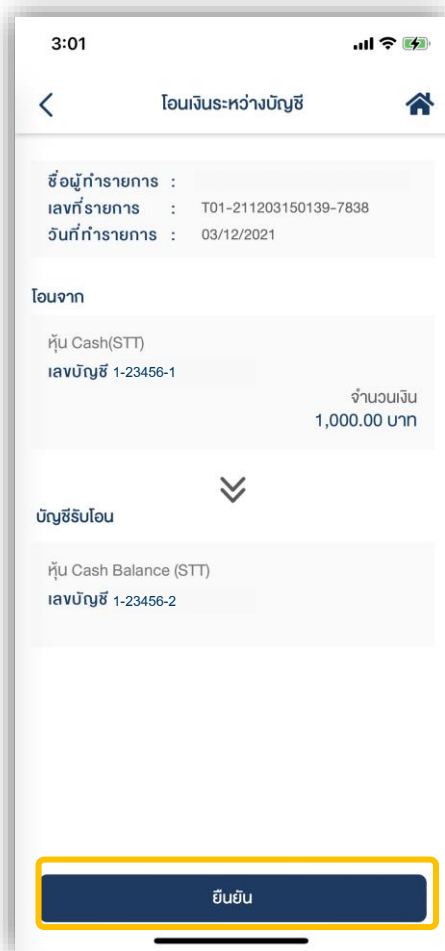 3:01
โอนเงินระหว่างบัญชี
ชื่อผู้ทำรายการ :
เลขที่รายการ : T01-211203150139-7838
วันที่ทำรายการ : 03/12/2021
โอนจาก
หุ้น Cash(STT)
เลขบัญชี 1-23456-1
จำนวนเงิน
1,000.00 บาท
บัญชีรับโอน
หุ้น Cash Balance (STT)
เลขบัญชี 1-23456-2
ยืนยัน